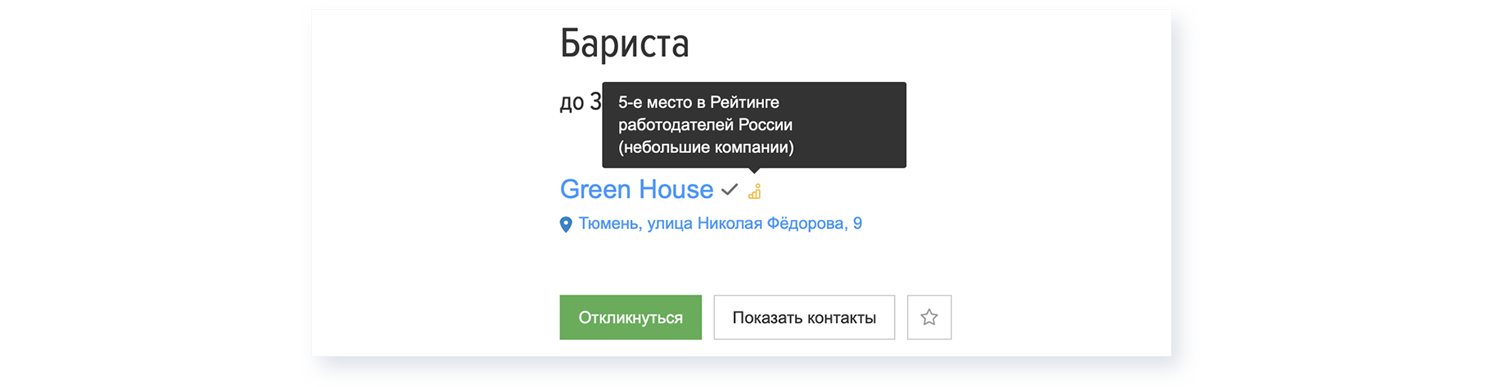 Бариста
до 3
5-е место в Рейтинге
работодателей России
(небольшие компании)
Green House
Тюмень, улица Николая Фёдорова, 9
Откликнуться
Показать контакты